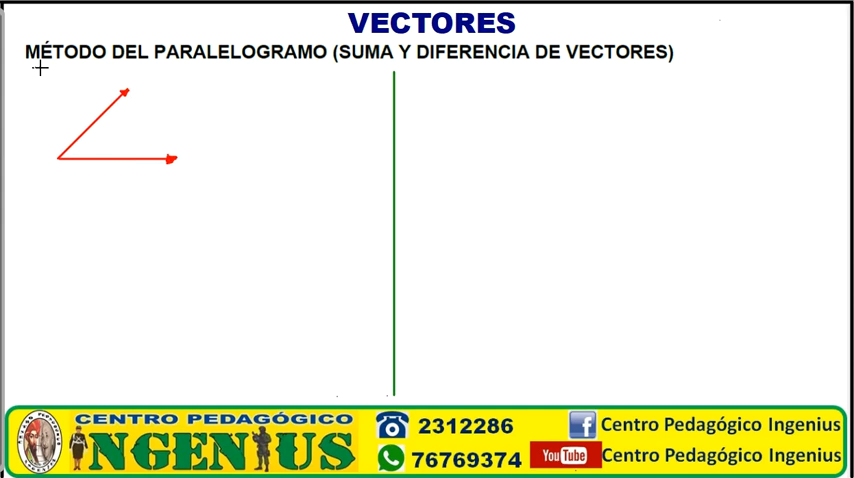 VECTORES
MÉTODO DEL PARALELOGRAMO (SUMA Y DIFERENCIA DE VECTORES)
CENTRO PEDAGÓGICO
INGENIUS
2312286
76769374
Centro Pedagógico Ingenius
You Tube Centro Pedagógico Ingenius